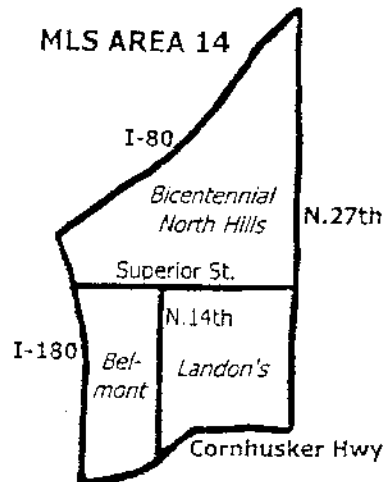 MLS AREA 14
I-80
Bicentennial
North Hills
N.27th
Superior St.
N.14th
I-180
Bel-
mont
Landon's
Cornhusker Hwy